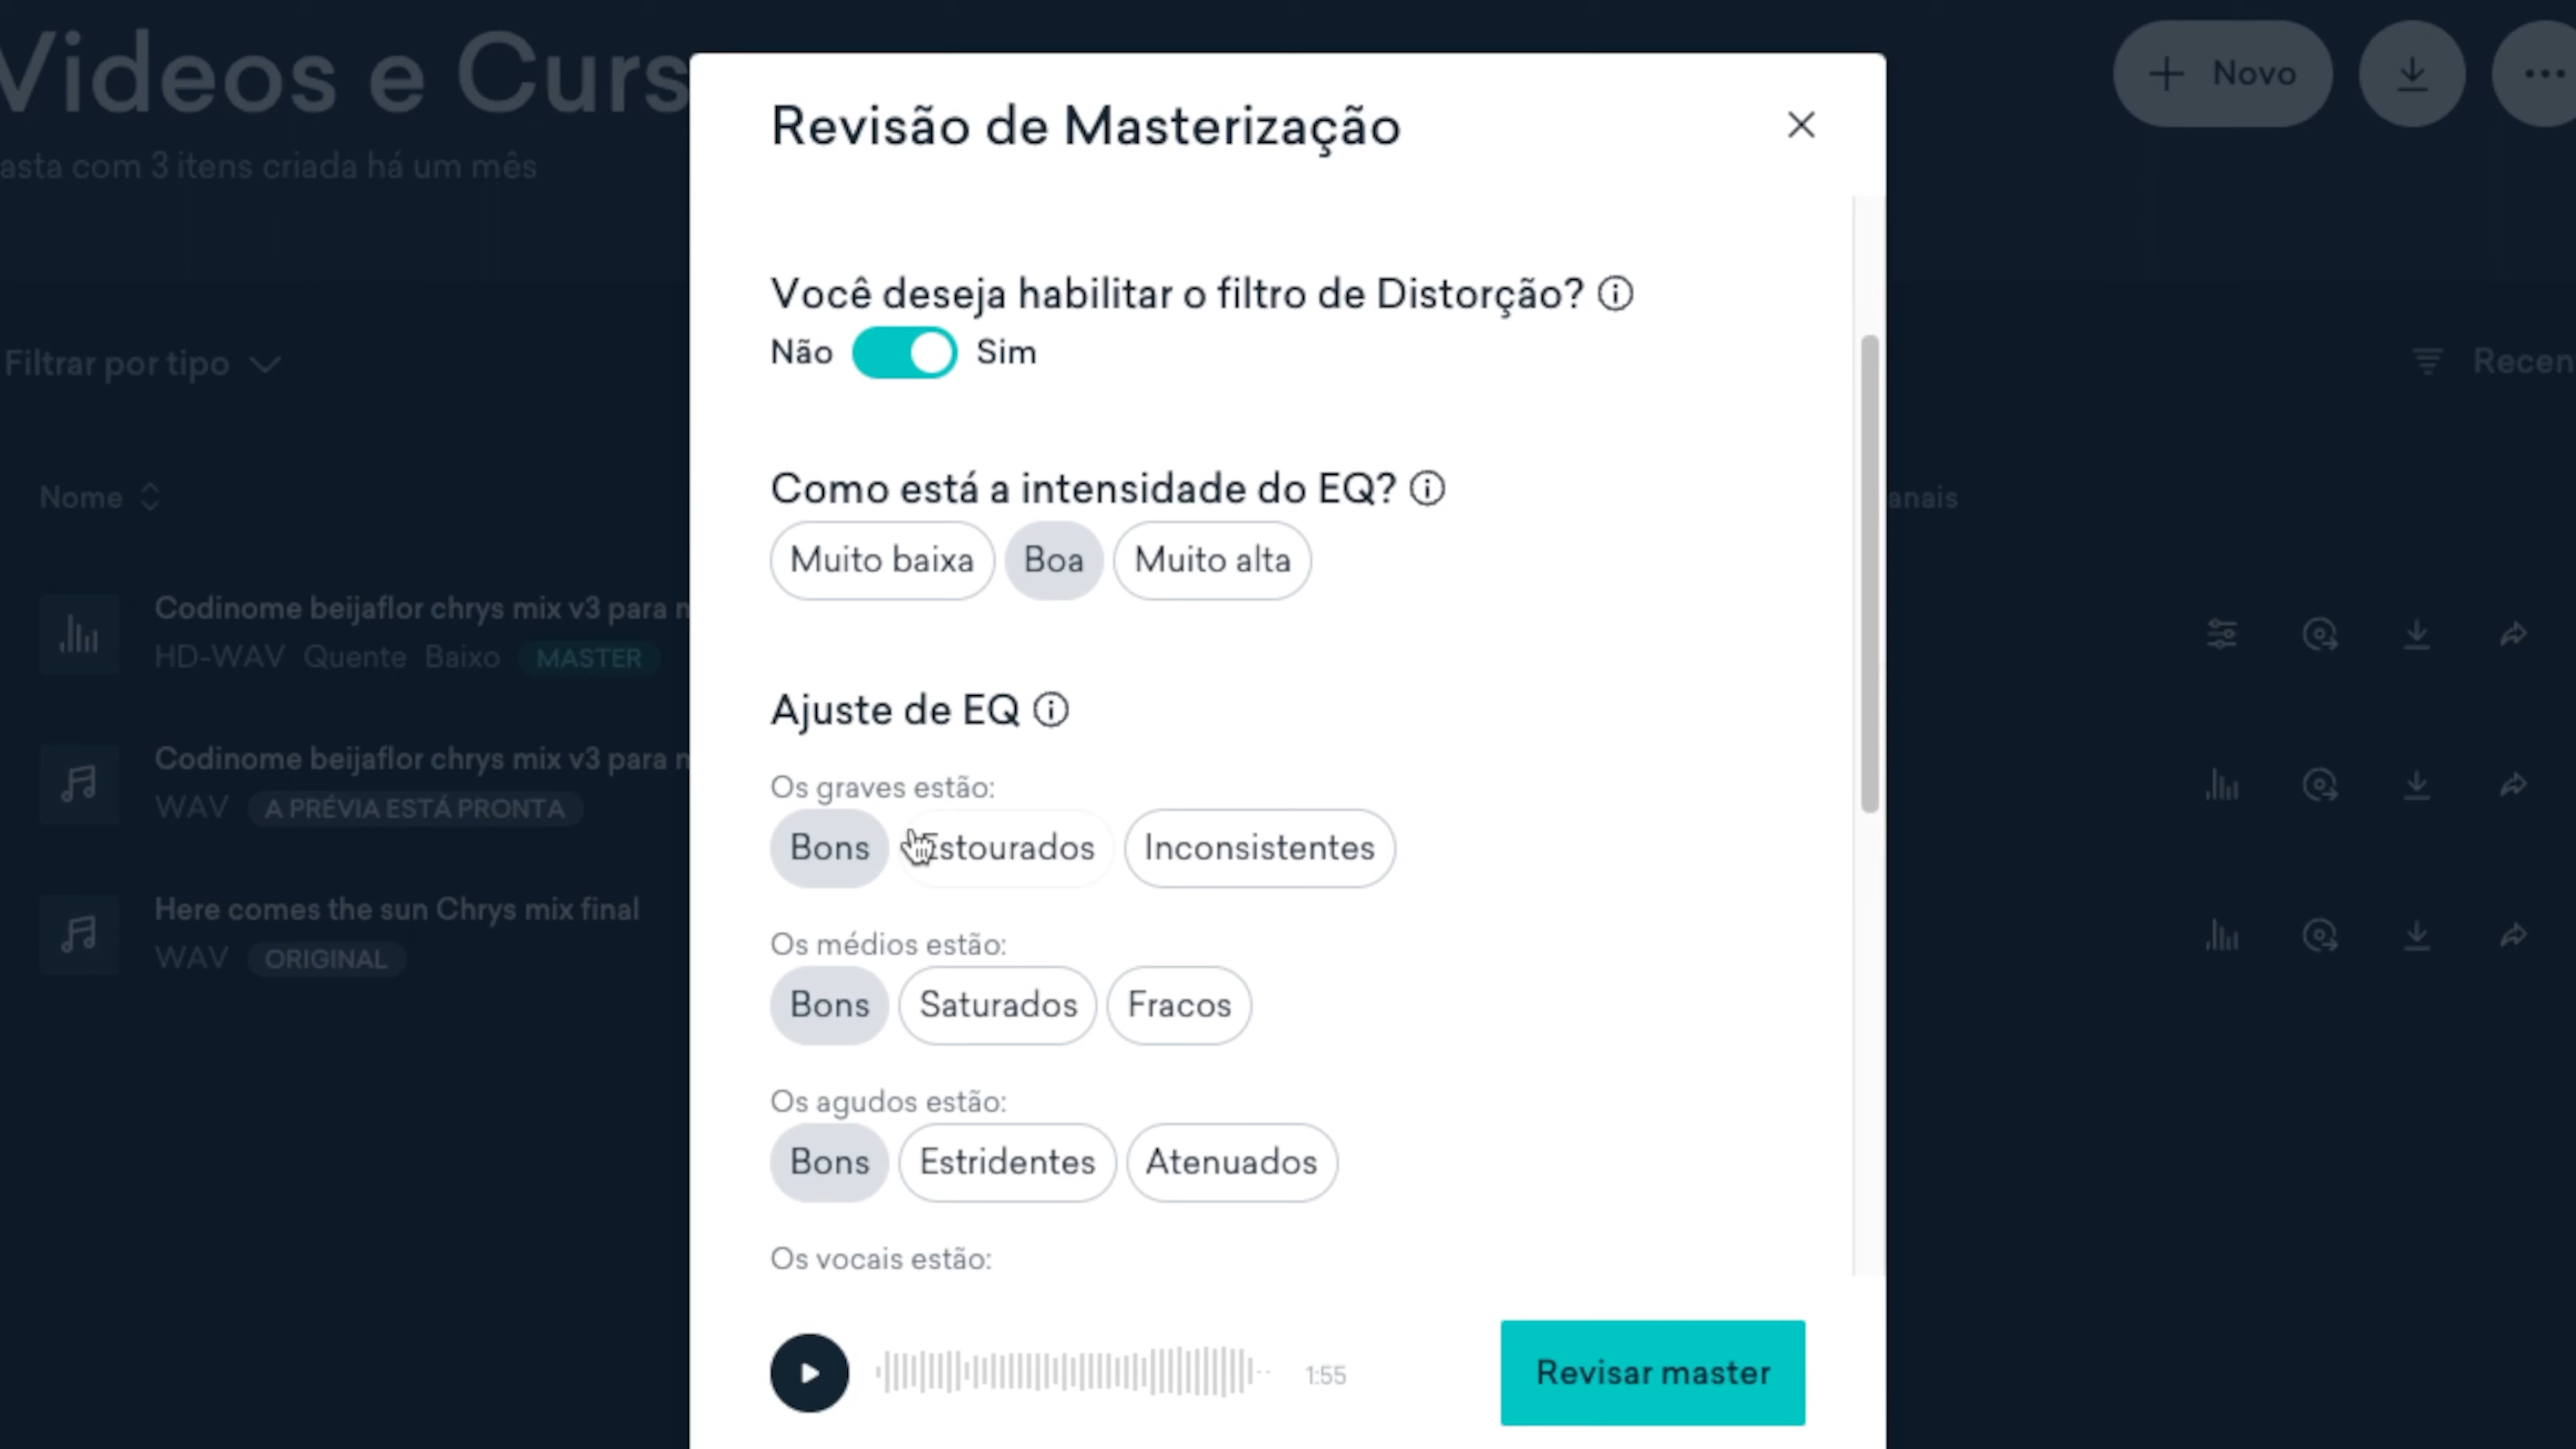 Videos e Curs
asta com 3 itens criada há um mês
Novo
Filtrar por tipo
Recen
Nome
anais
Codinome beijaflor chrys mix v3 para
HD-WAV Quente Baixo MASTER
Codinome beijaflor chrys mix v3 para
WAV A PRÉVIA ESTÁ PRONTA
Here comes the sun Chrys mix final
WAV ORIGINAL
Revisão de Masterização
Você deseja habilitar o filtro de Distorção?
Não Sim
Como está a intensidade do EQ?
Muito baixa Boa Muito alta
Ajuste de EQ
Os graves estão:
Bons Estourados Inconsistentes
Os médios estão:
Bons Saturados Fracos
Os agudos estão:
Bons Estridentes Atenuados
Os vocais estão:
1:55
Revisar master